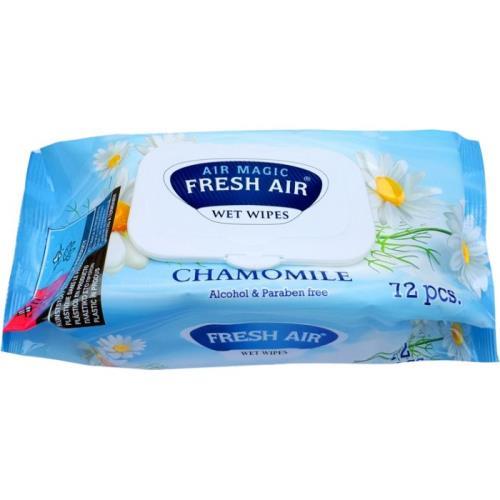 AIR MAGIC
FRESH AIR®
WET WIPES
CHAMOMILE
Alcohol & Paraben free
72 pcs.
FRESH AIR®
WET WIPES